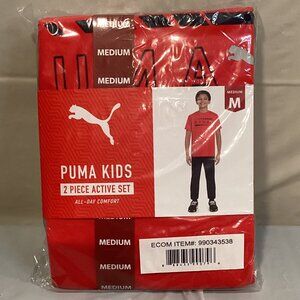 MEDIUM
MEDIUM
MEDIUM
M
PUMA KIDS
2 PIECE ACTIVE SET
ALL-DAY COMFORT
MEDIUM
MEDIUM
MEDIUM
ECOM ITEM#: 990343538